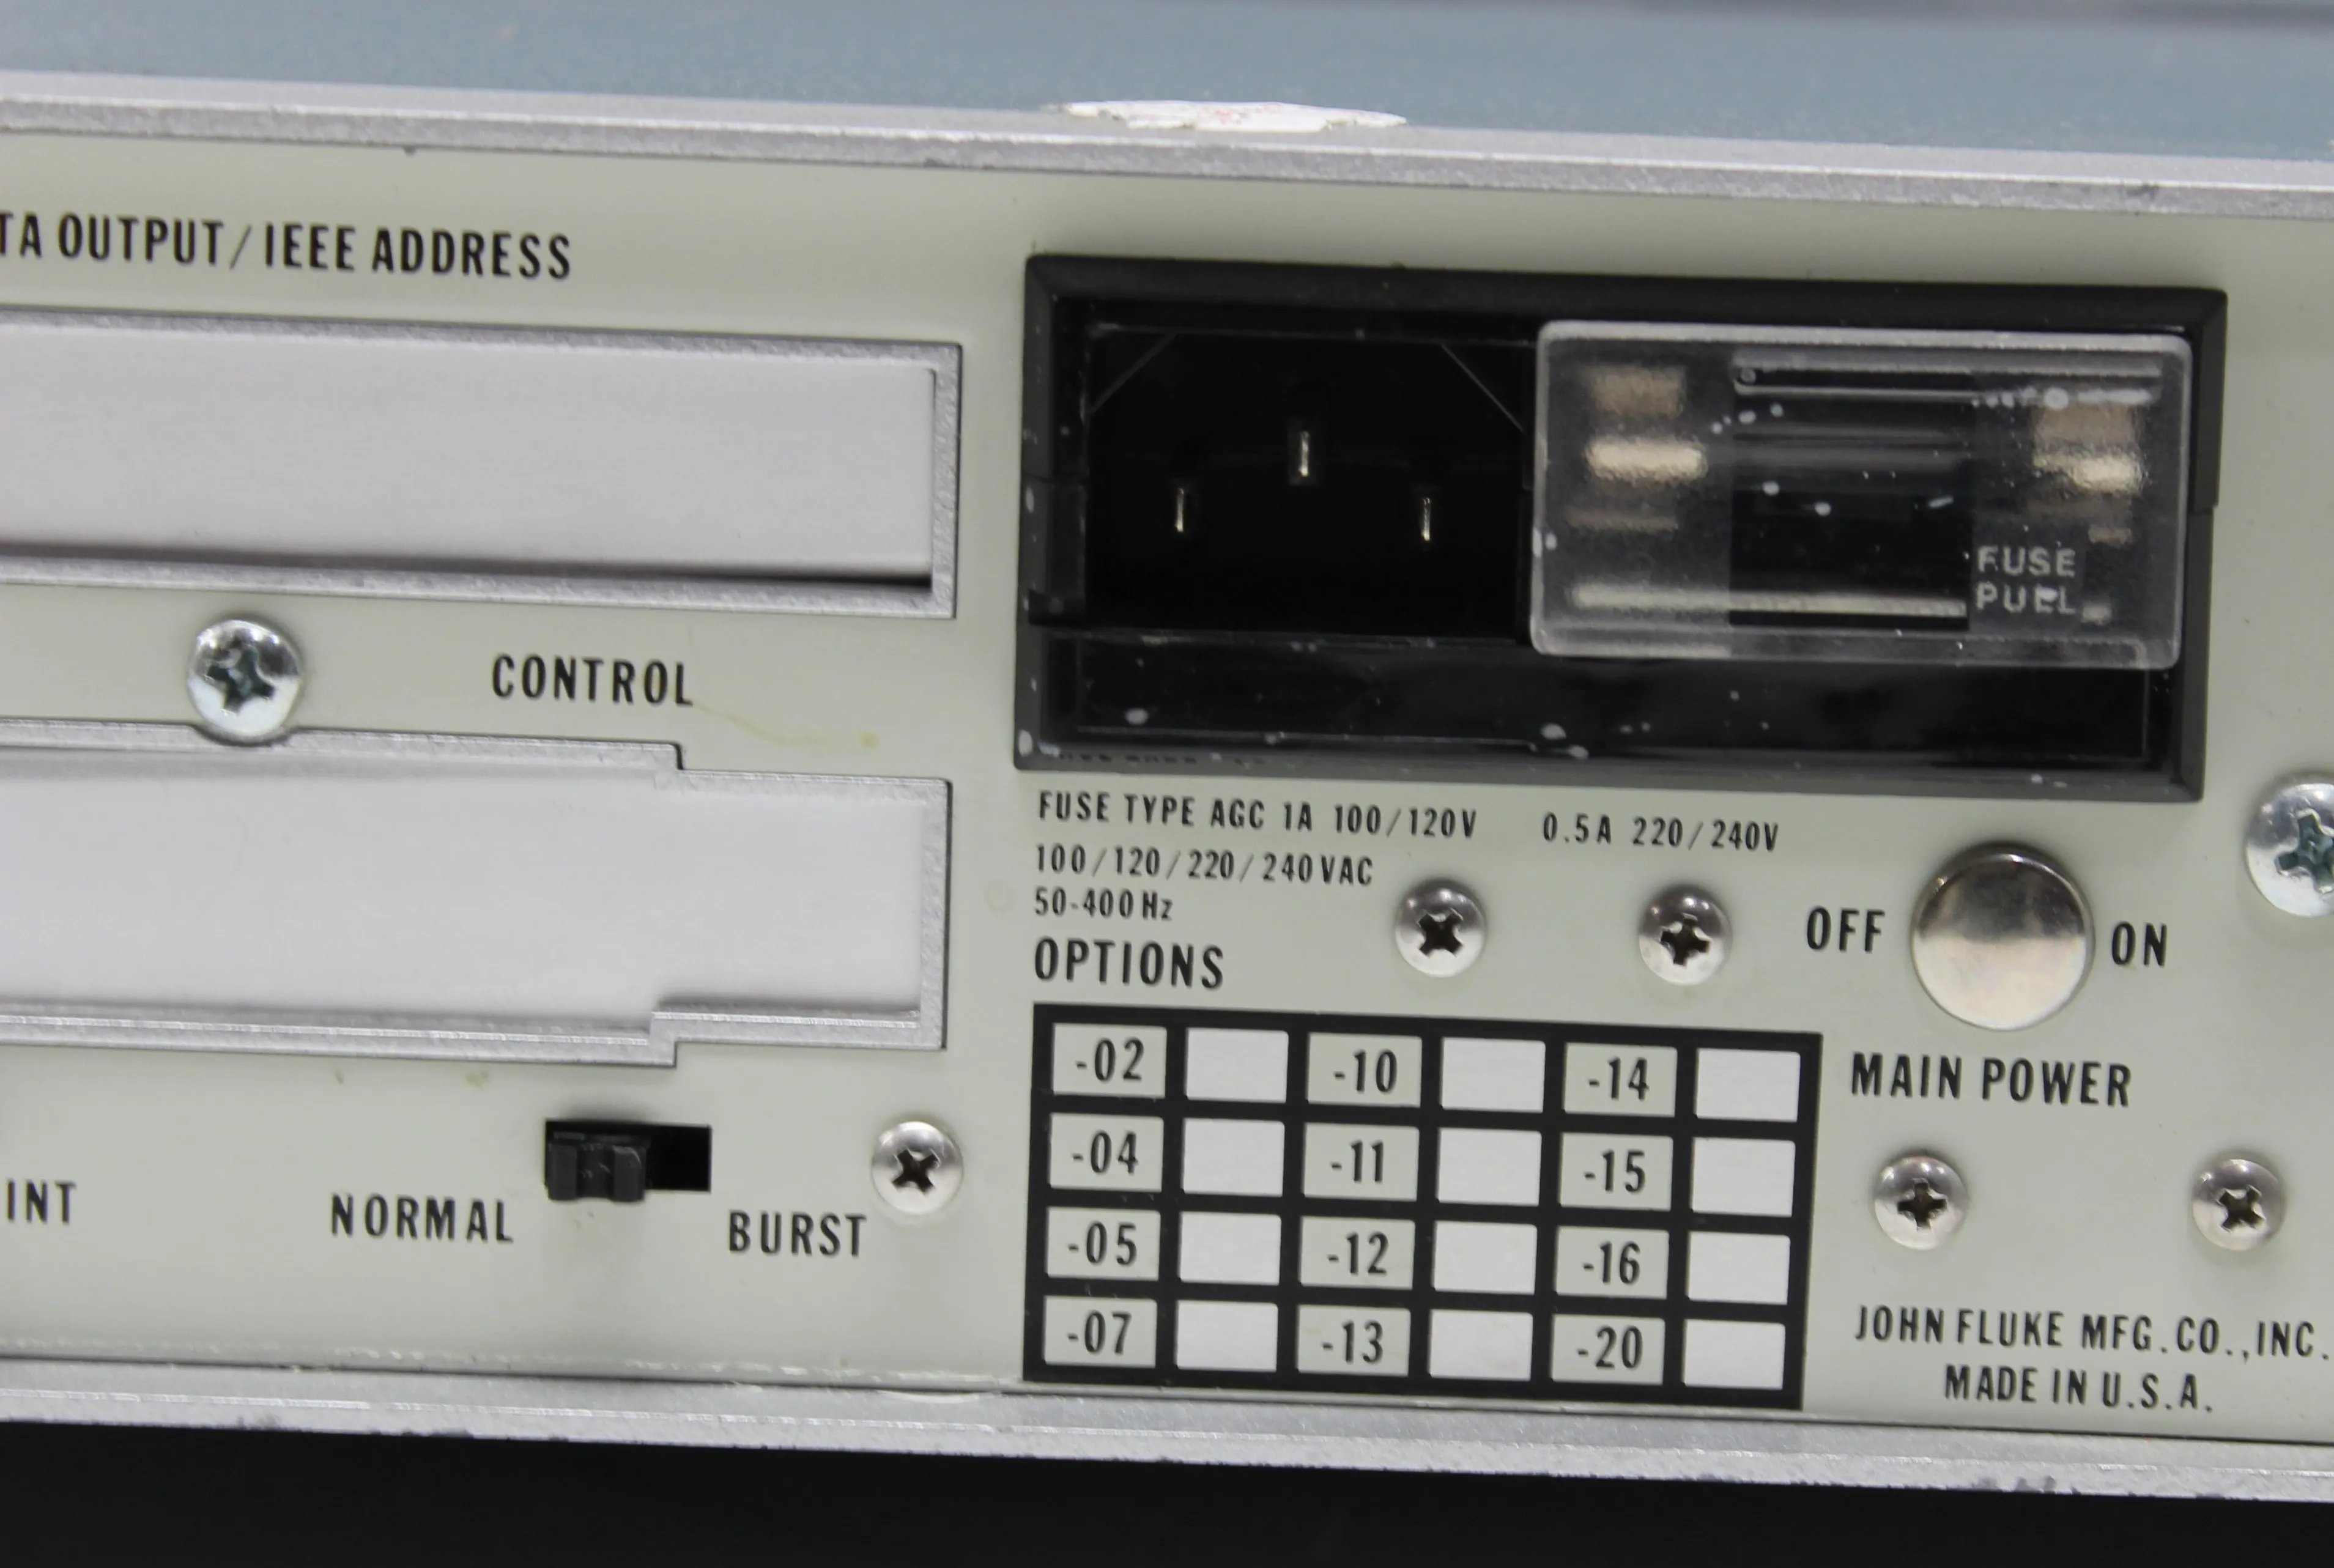 TA OUTPUT/IEEE ADDRESS
CONTROL
INT
NORMAL
BURST
FUSE
PULL
FUSE TYPE AGC 1A 100/120V 0.5A 220/240V
100/120/220/240VAC
50-400Hz
OPTIONS
OFF
ON
MAIN POWER
-02 -10 -14
-04 -11 -15
-05 -12 -16
-07 -13 -20
JOHN FLUKE MFG.CO.,INC.
MADE IN U.S.A.